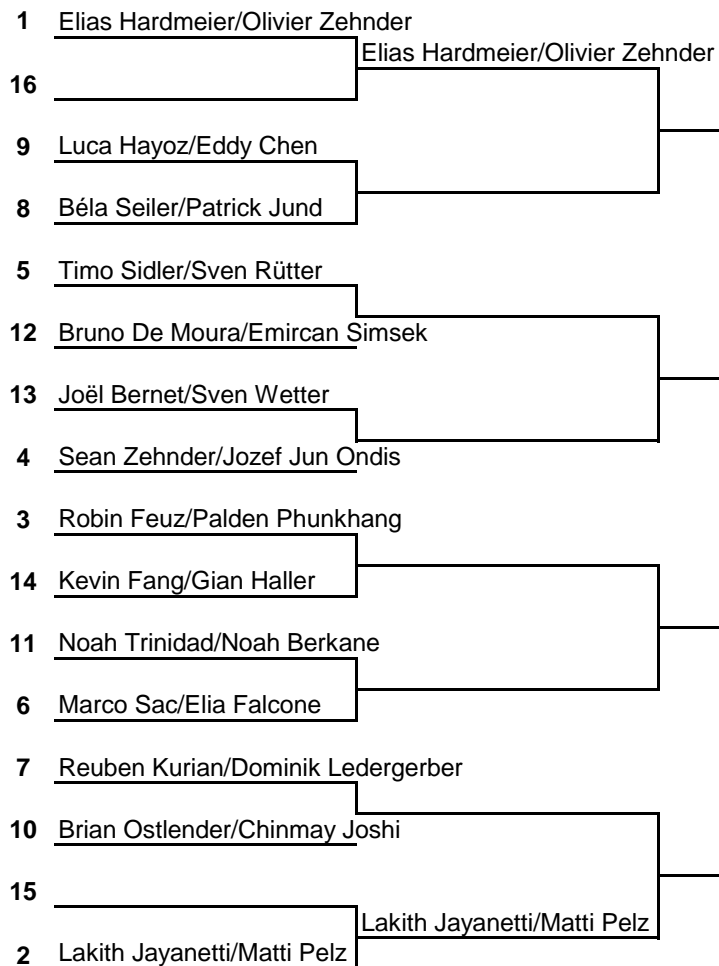 1 Elias Hardmeier/Olivier Zehnder
Elias Hardmeier/Olivier Zehnder
16
9 Luca Hayoz/Eddy Chen
8 Béla Seiler/Patrick Jund
5 Timo Sidler/Sven Rütter
12 Bruno De Moura/Emircan Simsek
13 Joël Bernet/Sven Wetter
4 Sean Zehnder/Jozef Jun Ondis
3 Robin Feuz/Palden Phunkhang
14 Kevin Fang/Gian Haller
11 Noah Trinidad/Noah Berkane
6 Marco Sac/Elia Falcone
7 Reuben Kurian/Dominik Ledergerber
10 Brian Ostlender/Chinmay Joshi
15
Lakith Jayanetti/Matti Pelz
2 Lakith Jayanetti/Matti Pelz